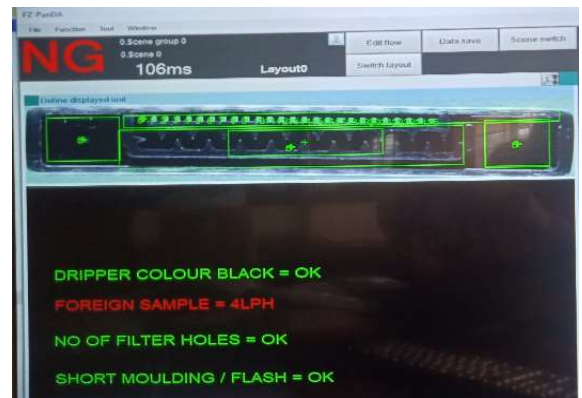 FZ-PanDA
File Function Tool Window
NG
0.Scene group 0
0.Scene 0
106ms
Layout0
Edit flow
Data save
Scene switch
Switch layout
Define displayed unit
DRIPPER COLOUR BLACK = OK
FOREIGN SAMPLE = 4LPH
NO OF FILTER HOLES = OK
SHORT MOULDING / FLASH = OK